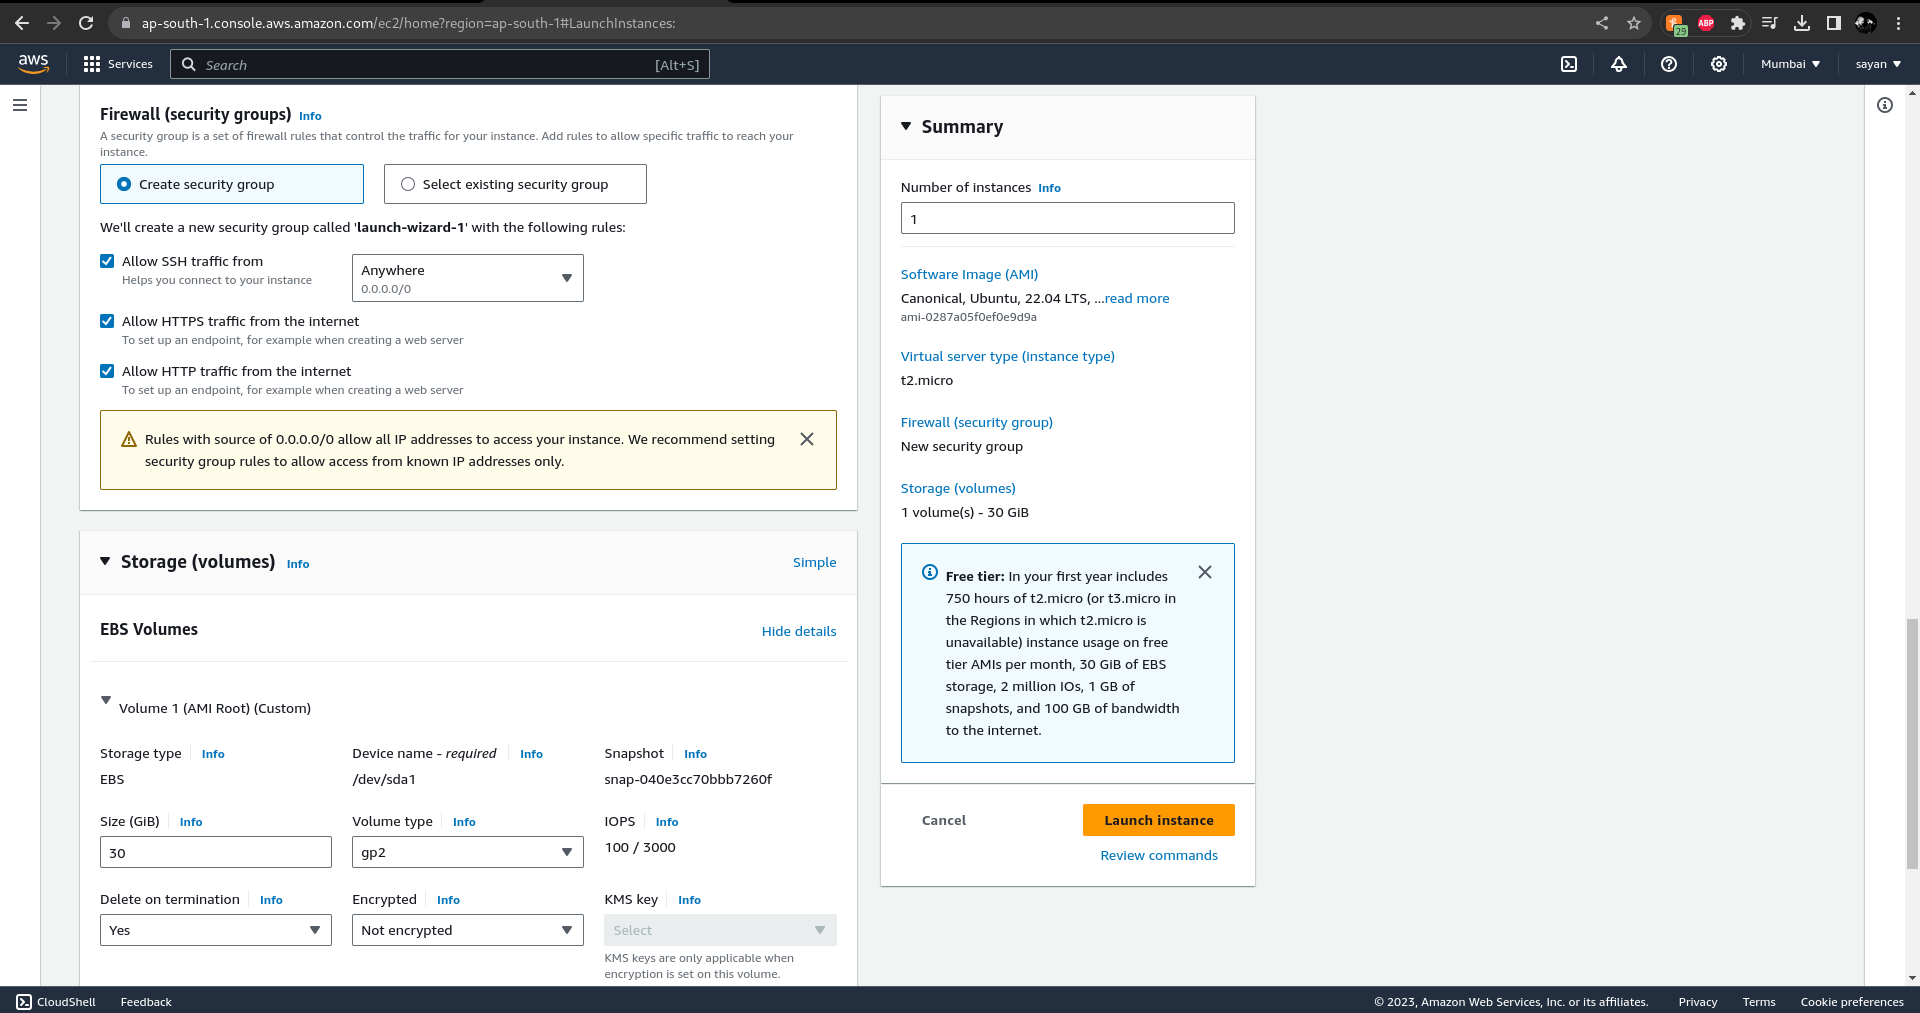 ap-south-1.console.aws.amazon.com/ec2/home?region=ap-south-1#LaunchInstances:
29
ABP
aws
Services
Search
[Alt+S]
Mumbai
sayan
Firewall (security groups) Info
A security group is a set of firewall rules that control the traffic for your instance. Add rules to allow specific traffic to reach your
instance.
Create security group
Select existing security group
We'll create a new security group called 'launch-wizard-1' with the following rules:
Allow SSH traffic from
Helps you connect to your instance
Anywhere
0.0.0.0/0
Allow HTTPS traffic from the internet
To set up an endpoint, for example when creating a web server
Allow HTTP traffic from the internet
To set up an endpoint, for example when creating a web server
Rules with source of 0.0.0.0/0 allow all IP addresses to access your instance. We recommend setting
security group rules to allow access from known IP addresses only.
Storage (volumes) Info
Simple
EBS Volumes
Hide details
Volume 1 (AMI Root) (Custom)
Storage type Info
Device name - required Info
Snapshot Info
EBS
/dev/sda1
snap-040e3cc70bbb7260f
Size (GiB) Info
Volume type Info
IOPS Info
30
gp2
100 / 3000
Delete on termination Info
Encrypted Info
KMS key Info
Yes
Not encrypted
Select
KMS keys are only applicable when
encryption is set on this volume.
Summary
Number of instances Info
1
Software Image (AMI)
Canonical, Ubuntu, 22.04 LTS, ...read more
ami-0287a05f0ef0e9d9a
Virtual server type (instance type)
t2.micro
Firewall (security group)
New security group
Storage (volumes)
1 volume(s) - 30 GiB
Free tier: In your first year includes
750 hours of t2.micro (or t3.micro in
the Regions in which t2.micro is
unavailable) instance usage on free
tier AMIs per month, 30 GiB of EBS
storage, 2 million IOs, 1 GB of
snapshots, and 100 GB of bandwidth
to the internet.
Cancel
Launch instance
Review commands
CloudShell
Feedback
© 2023, Amazon Web Services, Inc. or its affiliates.
Privacy
Terms
Cookie preferences